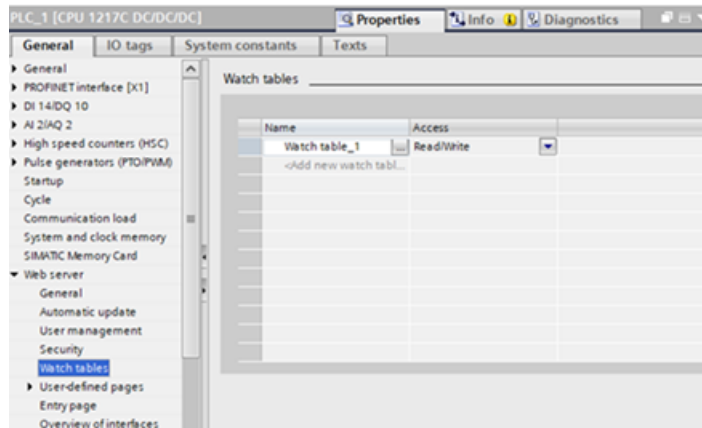 PLC_1 [CPU 1217C DC/DC/DC]
Properties
Info
Diagnostics
General
IO tags
System constants
Texts
General
PROFINET interface [X1]
DI 14/DQ 10
AI 2/AQ 2
High speed counters (HSC)
Pulse generators (PTO/PWM)
Startup
Cycle
Communication load
System and clock memory
SIMATIC Memory Card
Web server
General
Automatic update
User management
Security
Watch tables
User-defined pages
Entry page
Overview of interfaces
Watch tables
Name Access
Watch table_1 ... Read/Write
<Add new watch tabl...